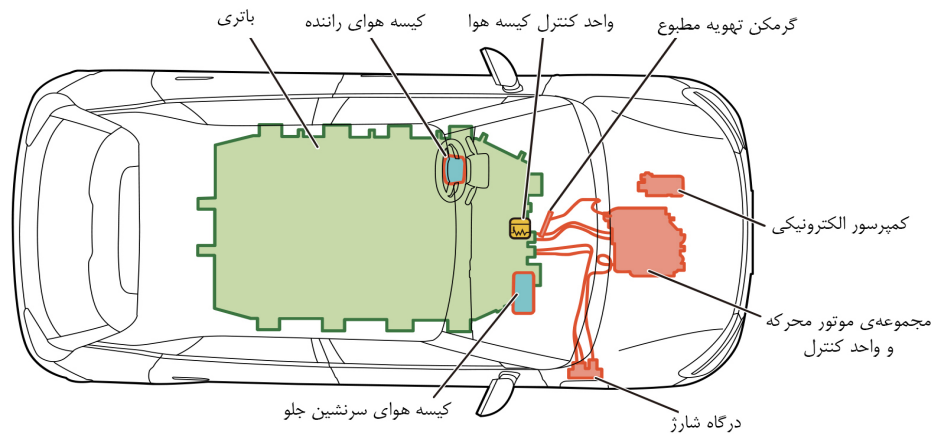 گرمکن تهویه مطبوع
واحد کنترل کیسه هوا
کیسه هوای راننده
باتری
کمپرسور الکترونیکی
مجموعه‌ی موتور محرکه
و واحد کنترل
درگاه شارژ
کیسه هوای سرنشین جلو